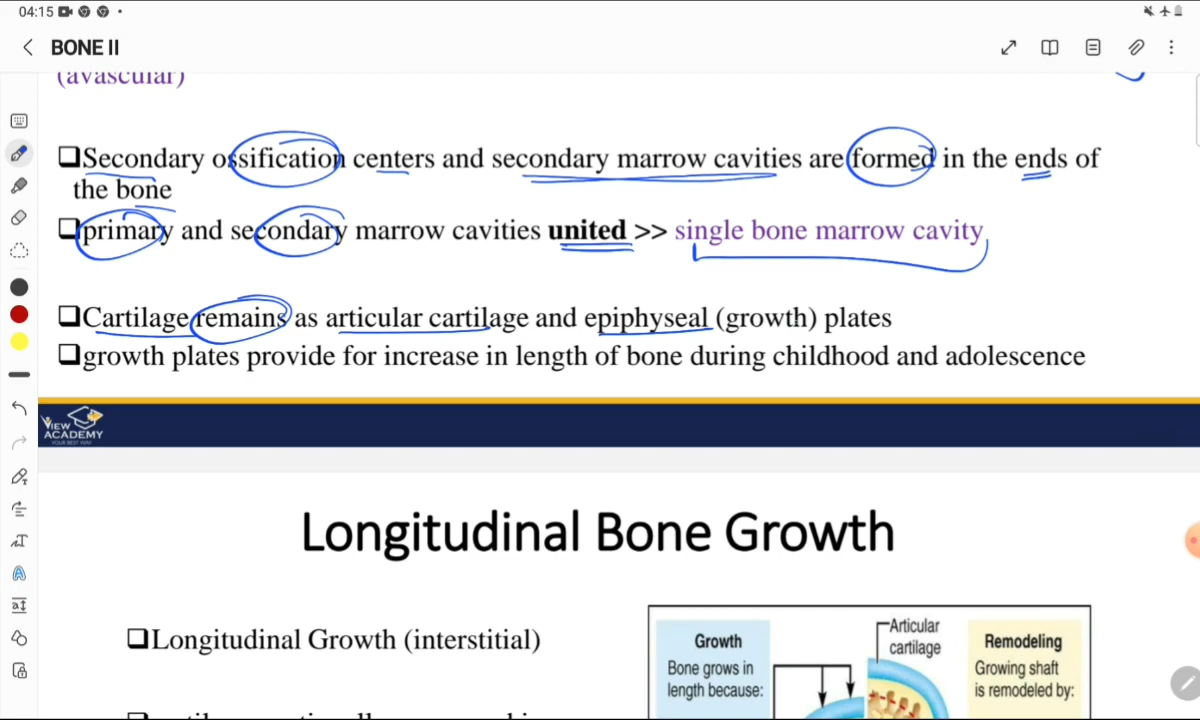 04:15
BONE II
(avascular)
❑Secondary ossification centers and secondary marrow cavities are formed in the ends of
the bone
❑primary and secondary marrow cavities united >> single bone marrow cavity
❑Cartilage remains as articular cartilage and epiphyseal (growth) plates
❑growth plates provide for increase in length of bone during childhood and adolescence
VIEW
ACADEMY
YOUR BEST WAY
Longitudinal Bone Growth
❑Longitudinal Growth (interstitial)
Growth
Bone grows in
length because:
Articular
cartilage
Remodeling
Growing shaft
is remodeled by: